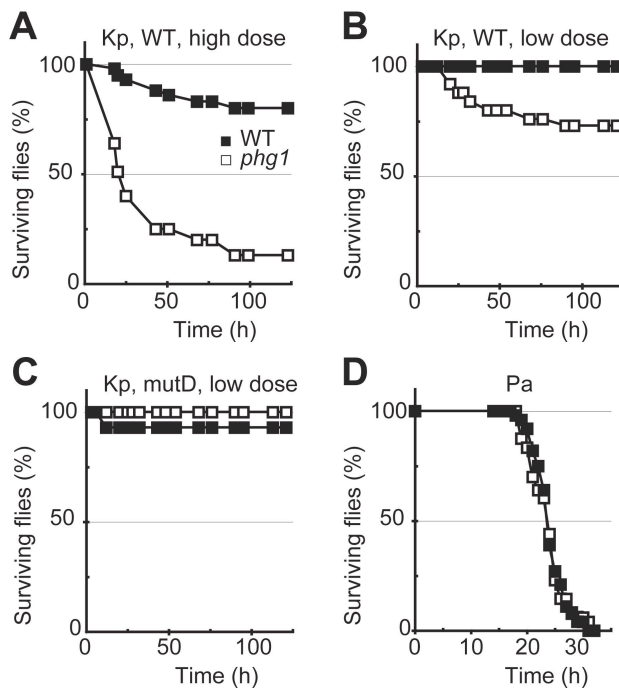 A
Kp, WT, high dose
100
50
0
Surviving flies (%)
WT
phg1
0
50
100
Time (h)
B
Kp, WT, low dose
100
50
0
Surviving flies (%)
0
50
100
Time (h)
C
Kp, mutD, low dose
100
50
0
Surviving flies (%)
0
50
100
Time (h)
D
Pa
100
50
0
Surviving flies (%)
0
10
20
30
Time (h)